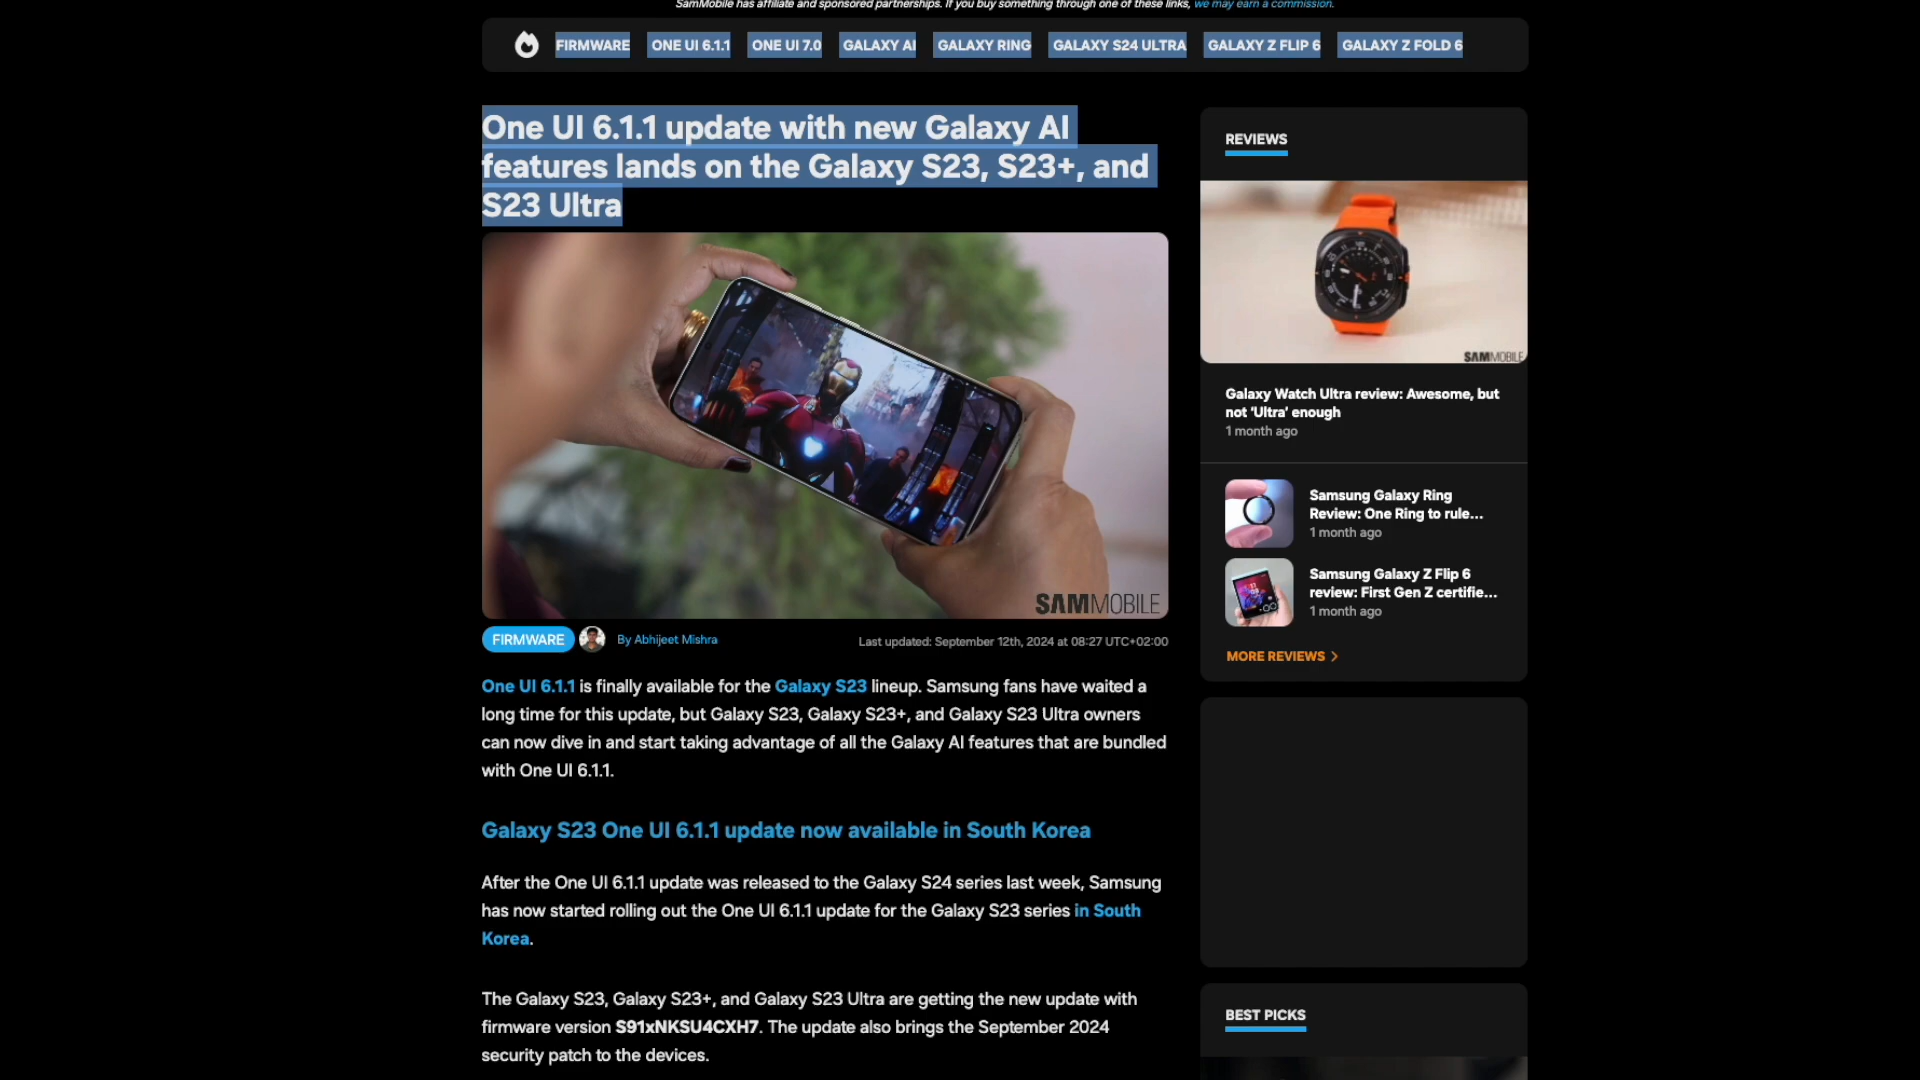 SamMobile has affiliate and sponsored partnerships. If you buy something through one of these links, we may earn a commission.
FIRMWARE ONE UI 6.1.1 ONE UI 7.0 GALAXY AI GALAXY RING GALAXY S24 ULTRA GALAXY Z FLIP 6 GALAXY Z FOLD 6
One UI 6.1.1 update with new Galaxy AI
features lands on the Galaxy S23, S23+, and
S23 Ultra
SAMMOBILE
FIRMWARE By Abhijeet Mishra Last updated: September 12th, 2024 at 08:27 UTC+02:00
One UI 6.1.1 is finally available for the Galaxy S23 lineup. Samsung fans have waited a
long time for this update, but Galaxy S23, Galaxy S23+, and Galaxy S23 Ultra owners
can now dive in and start taking advantage of all the Galaxy AI features that are bundled
with One UI 6.1.1.
Galaxy S23 One UI 6.1.1 update now available in South Korea
After the One UI 6.1.1 update was released to the Galaxy S24 series last week, Samsung
has now started rolling out the One UI 6.1.1 update for the Galaxy S23 series in South
Korea.
The Galaxy S23, Galaxy S23+, and Galaxy S23 Ultra are getting the new update with
firmware version S91xNKSU4CXH7. The update also brings the September 2024
security patch to the devices.
REVIEWS
SAMMOBILE
Galaxy Watch Ultra review: Awesome, but
not ‘Ultra’ enough
1 month ago
Samsung Galaxy Ring
Review: One Ring to rule...
1 month ago
Samsung Galaxy Z Flip 6
review: First Gen Z certifie...
1 month ago
MORE REVIEWS >
BEST PICKS